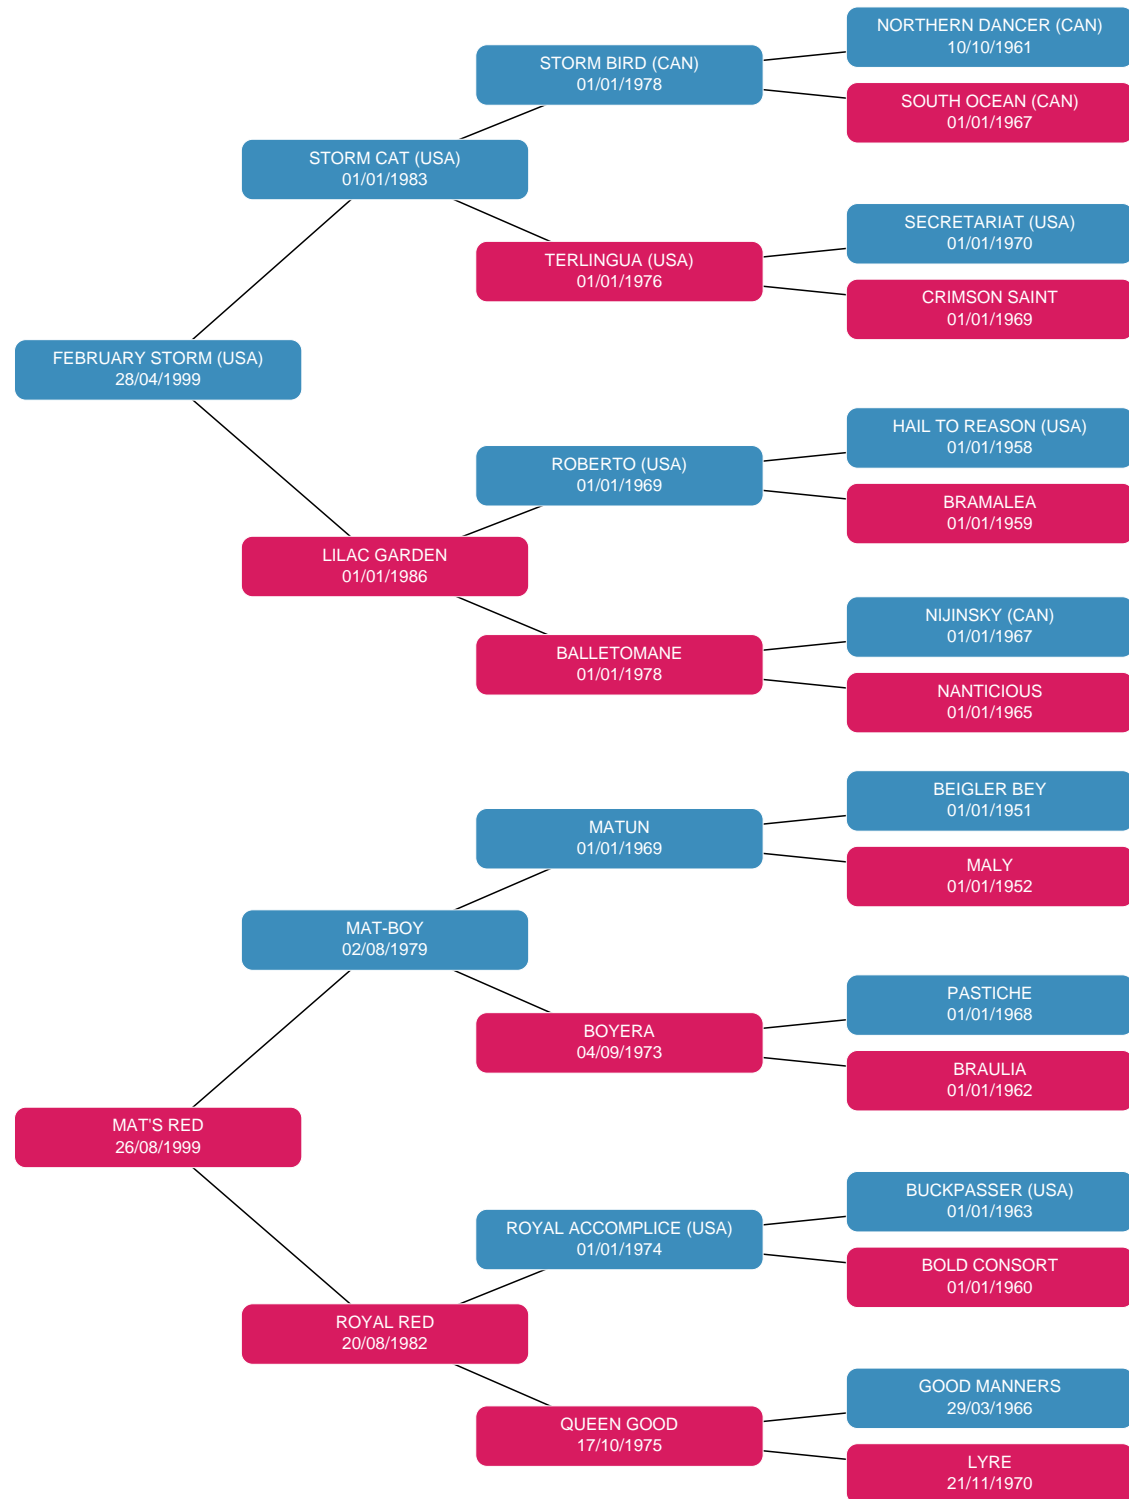 NORTHERN DANCER (CAN)
10/10/1961
STORM BIRD (CAN)
01/01/1978
SOUTH OCEAN (CAN)
01/01/1967
STORM CAT (USA)
01/01/1983
SECRETARIAT (USA)
01/01/1970
TERLINGUA (USA)
01/01/1976
CRIMSON SAINT
01/01/1969
FEBRUARY STORM (USA)
28/04/1999
HAIL TO REASON (USA)
01/01/1958
ROBERTO (USA)
01/01/1969
BRAMALEA
01/01/1959
LILAC GARDEN
01/01/1986
NIJINSKY (CAN)
01/01/1967
BALLETOMANE
01/01/1978
NANTICIOUS
01/01/1965
BEIGLER BEY
01/01/1951
MATUN
01/01/1969
MALY
01/01/1952
MAT-BOY
02/08/1979
PASTICHE
01/01/1968
BOYERA
04/09/1973
BRAULIA
01/01/1962
MAT'S RED
26/08/1999
BUCKPASSER (USA)
01/01/1963
ROYAL ACCOMPLICE (USA)
01/01/1974
BOLD CONSORT
01/01/1960
ROYAL RED
20/08/1982
GOOD MANNERS
29/03/1966
QUEEN GOOD
17/10/1975
LYRE
21/11/1970